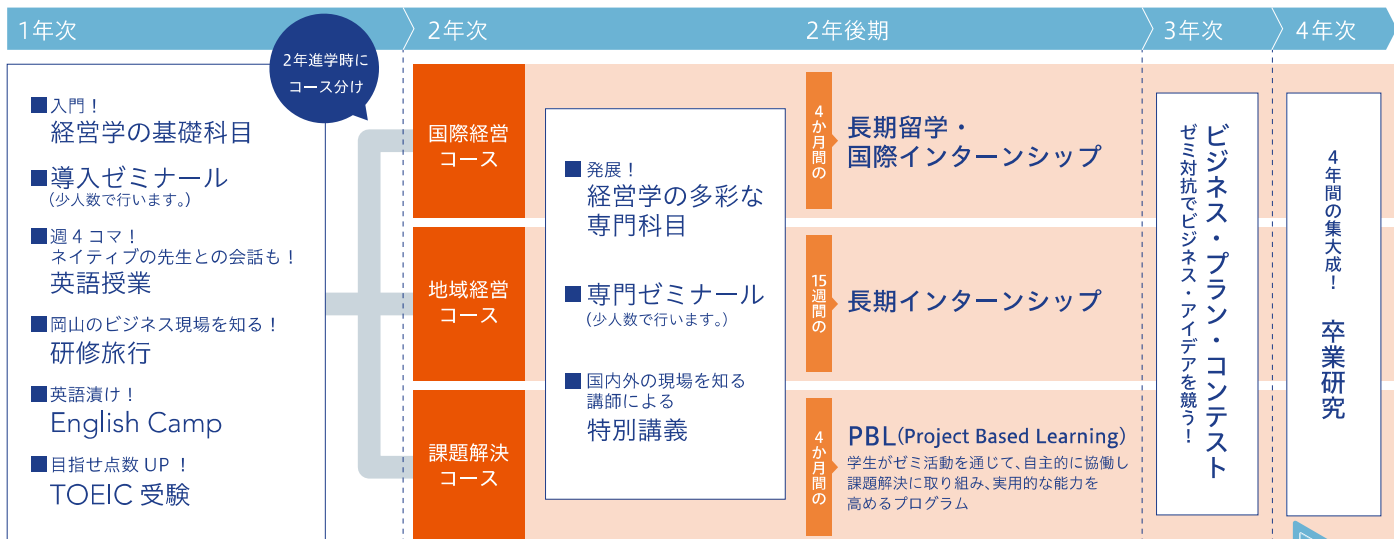 1年次
2年次
2年後期
3年次
4年次
2年進学時に
コース分け
■入門！
経営学の基礎科目
■導入ゼミナール
(少人数で行います。)
■週4コマ！
ネイティブの先生との会話も！
英語授業
■岡山のビジネス現場を知る！
研修旅行
■英語漬け！
English Camp
■目指せ点数 UP ！
TOEIC 受験
国際経営
コース
地域経営
コース
課題解決
コース
■発展！
経営学の多彩な
専門科目
■専門ゼミナール
(少人数で行います。)
■国内外の現場を知る
講師による
特別講義
4か月間の
長期留学・
国際インターンシップ
15週間の
長期インターンシップ
4か月間の
PBL(Project Based Learning)
学生がゼミ活動を通じて、自主的に協働し
課題解決に取り組み、実用的な能力を
高めるプログラム
ビジネス・プラン・コンテスト
ゼミ対抗でビジネス・アイデアを競う！
4年間の集大成！ 卒業研究